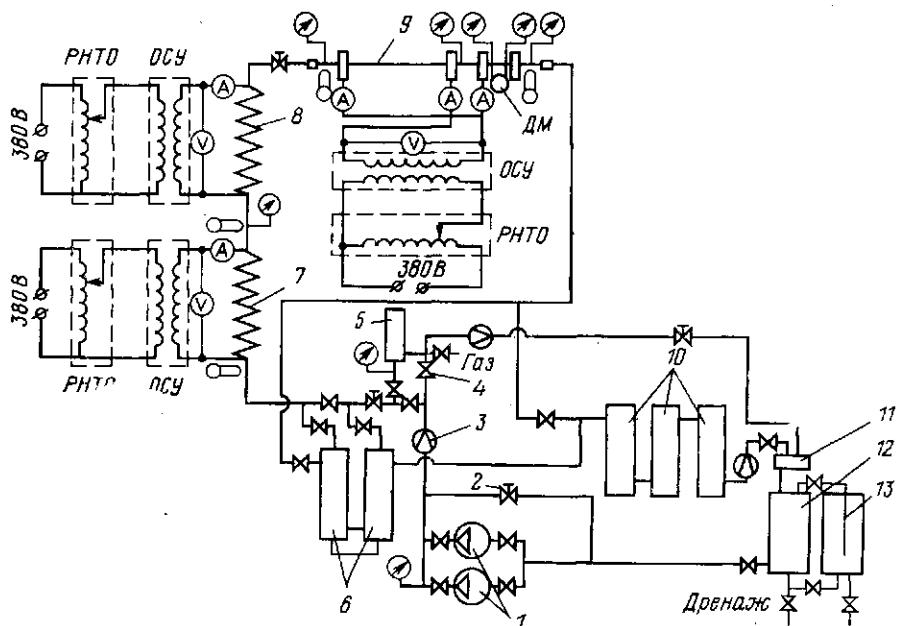 РНТО
ОСУ
380 В
А
V
8
9
А
А
А
V
ДМ
ОСУ
РНТО
380 В
380 В
А
V
7
РНТО
ОСУ
5
Газ
4
3
10
11
12
13
2
6
1
Дренаж